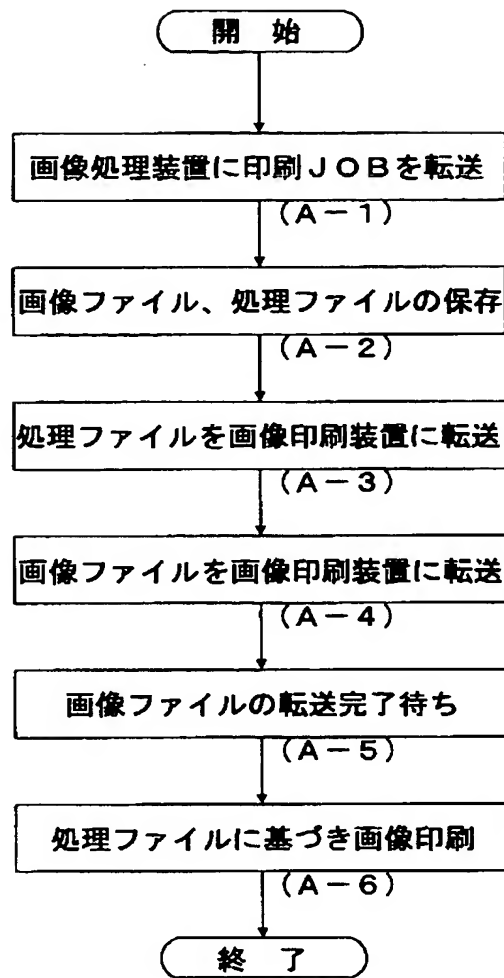 開 始
画像処理装置に印刷JOBを転送
(A-1)
画像ファイル、処理ファイルの保存
(A-2)
処理ファイルを画像印刷装置に転送
(A-3)
画像ファイルを画像印刷装置に転送
(A-4)
画像ファイルの転送完了待ち
(A-5)
処理ファイルに基づき画像印刷
(A-6)
終 了